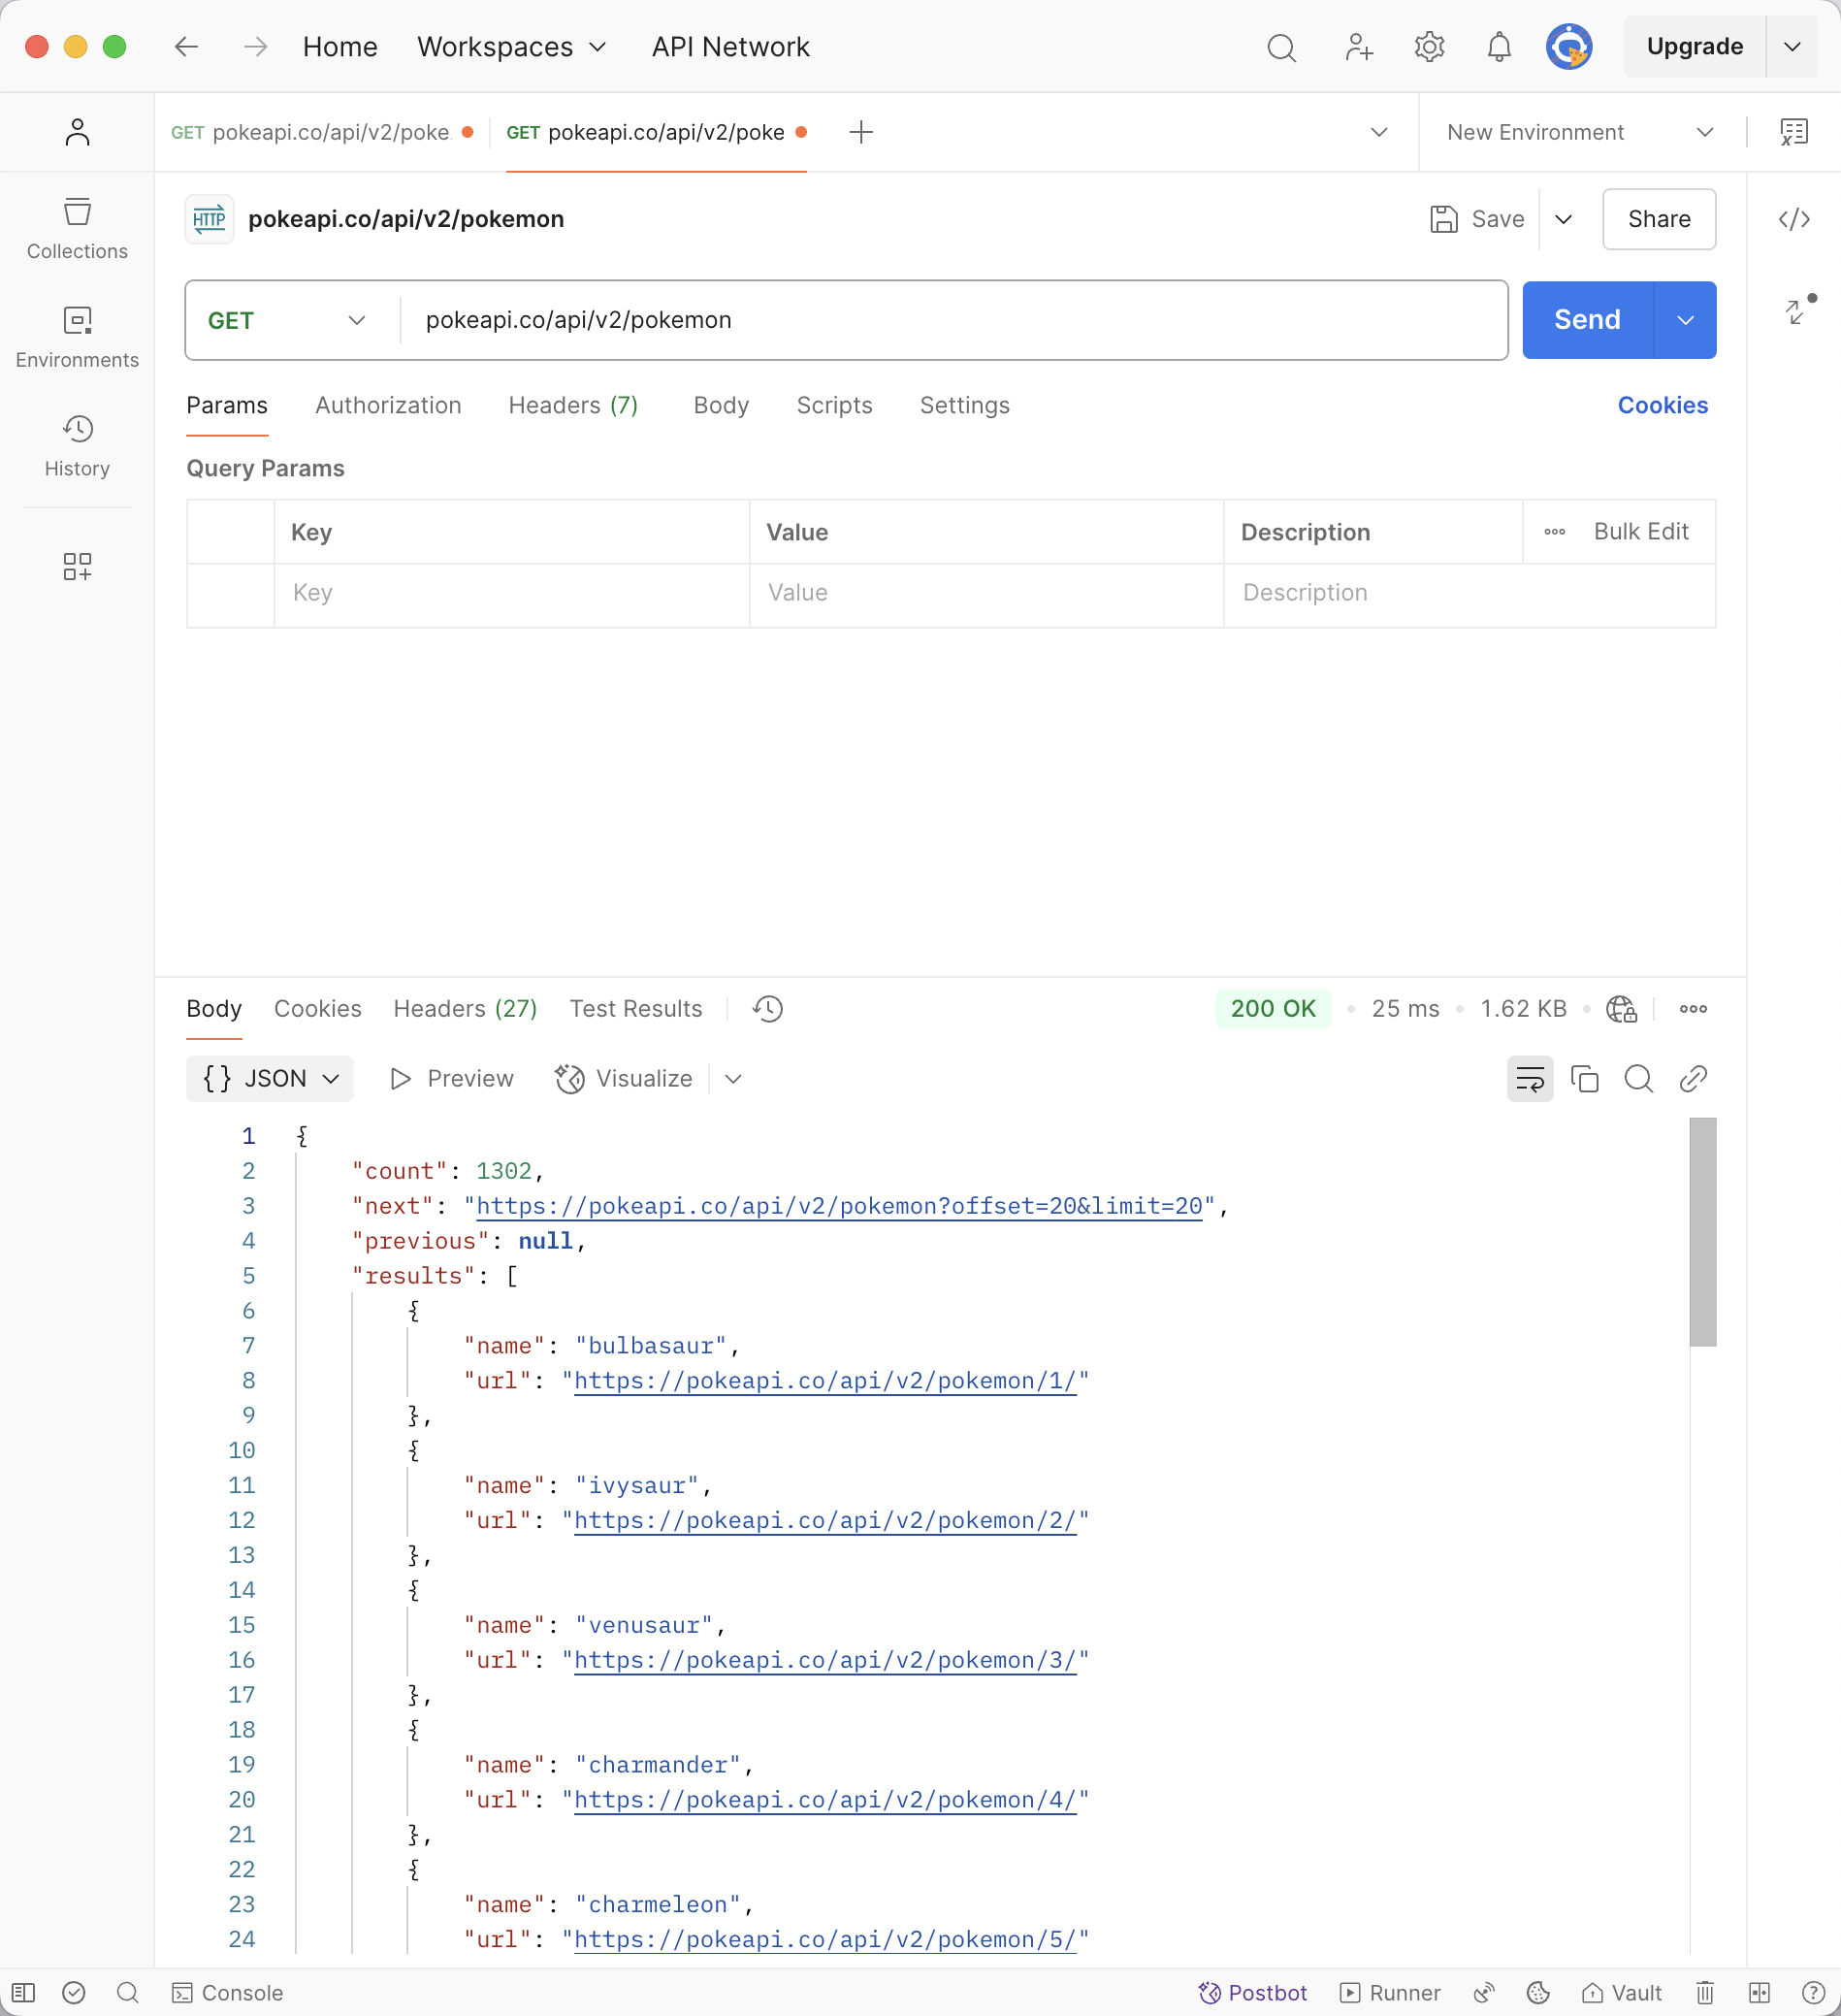 Home Workspaces API Network Upgrade
GET pokeapi.co/api/v2/poke GET pokeapi.co/api/v2/poke New Environment
Collections
Environments
History
HTTP pokeapi.co/api/v2/pokemon Save Share
GET pokeapi.co/api/v2/pokemon Send
Params Authorization Headers (7) Body Scripts Settings Cookies
Query Params
Key Value Description Bulk Edit
Key Value Description
Body Cookies Headers (27) Test Results 200 OK • 25 ms • 1.62 KB •
{} JSON Preview Visualize
1 {
2 "count": 1302,
3 "next": "https://pokeapi.co/api/v2/pokemon?offset=20&limit=20",
4 "previous": null,
5 "results": [
6 {
7 "name": "bulbasaur",
8 "url": "https://pokeapi.co/api/v2/pokemon/1/"
9 },
10 {
11 "name": "ivysaur",
12 "url": "https://pokeapi.co/api/v2/pokemon/2/"
13 },
14 {
15 "name": "venusaur",
16 "url": "https://pokeapi.co/api/v2/pokemon/3/"
17 },
18 {
19 "name": "charmander",
20 "url": "https://pokeapi.co/api/v2/pokemon/4/"
21 },
22 {
23 "name": "charmeleon",
24 "url": "https://pokeapi.co/api/v2/pokemon/5/"
Console Postbot Runner Vault